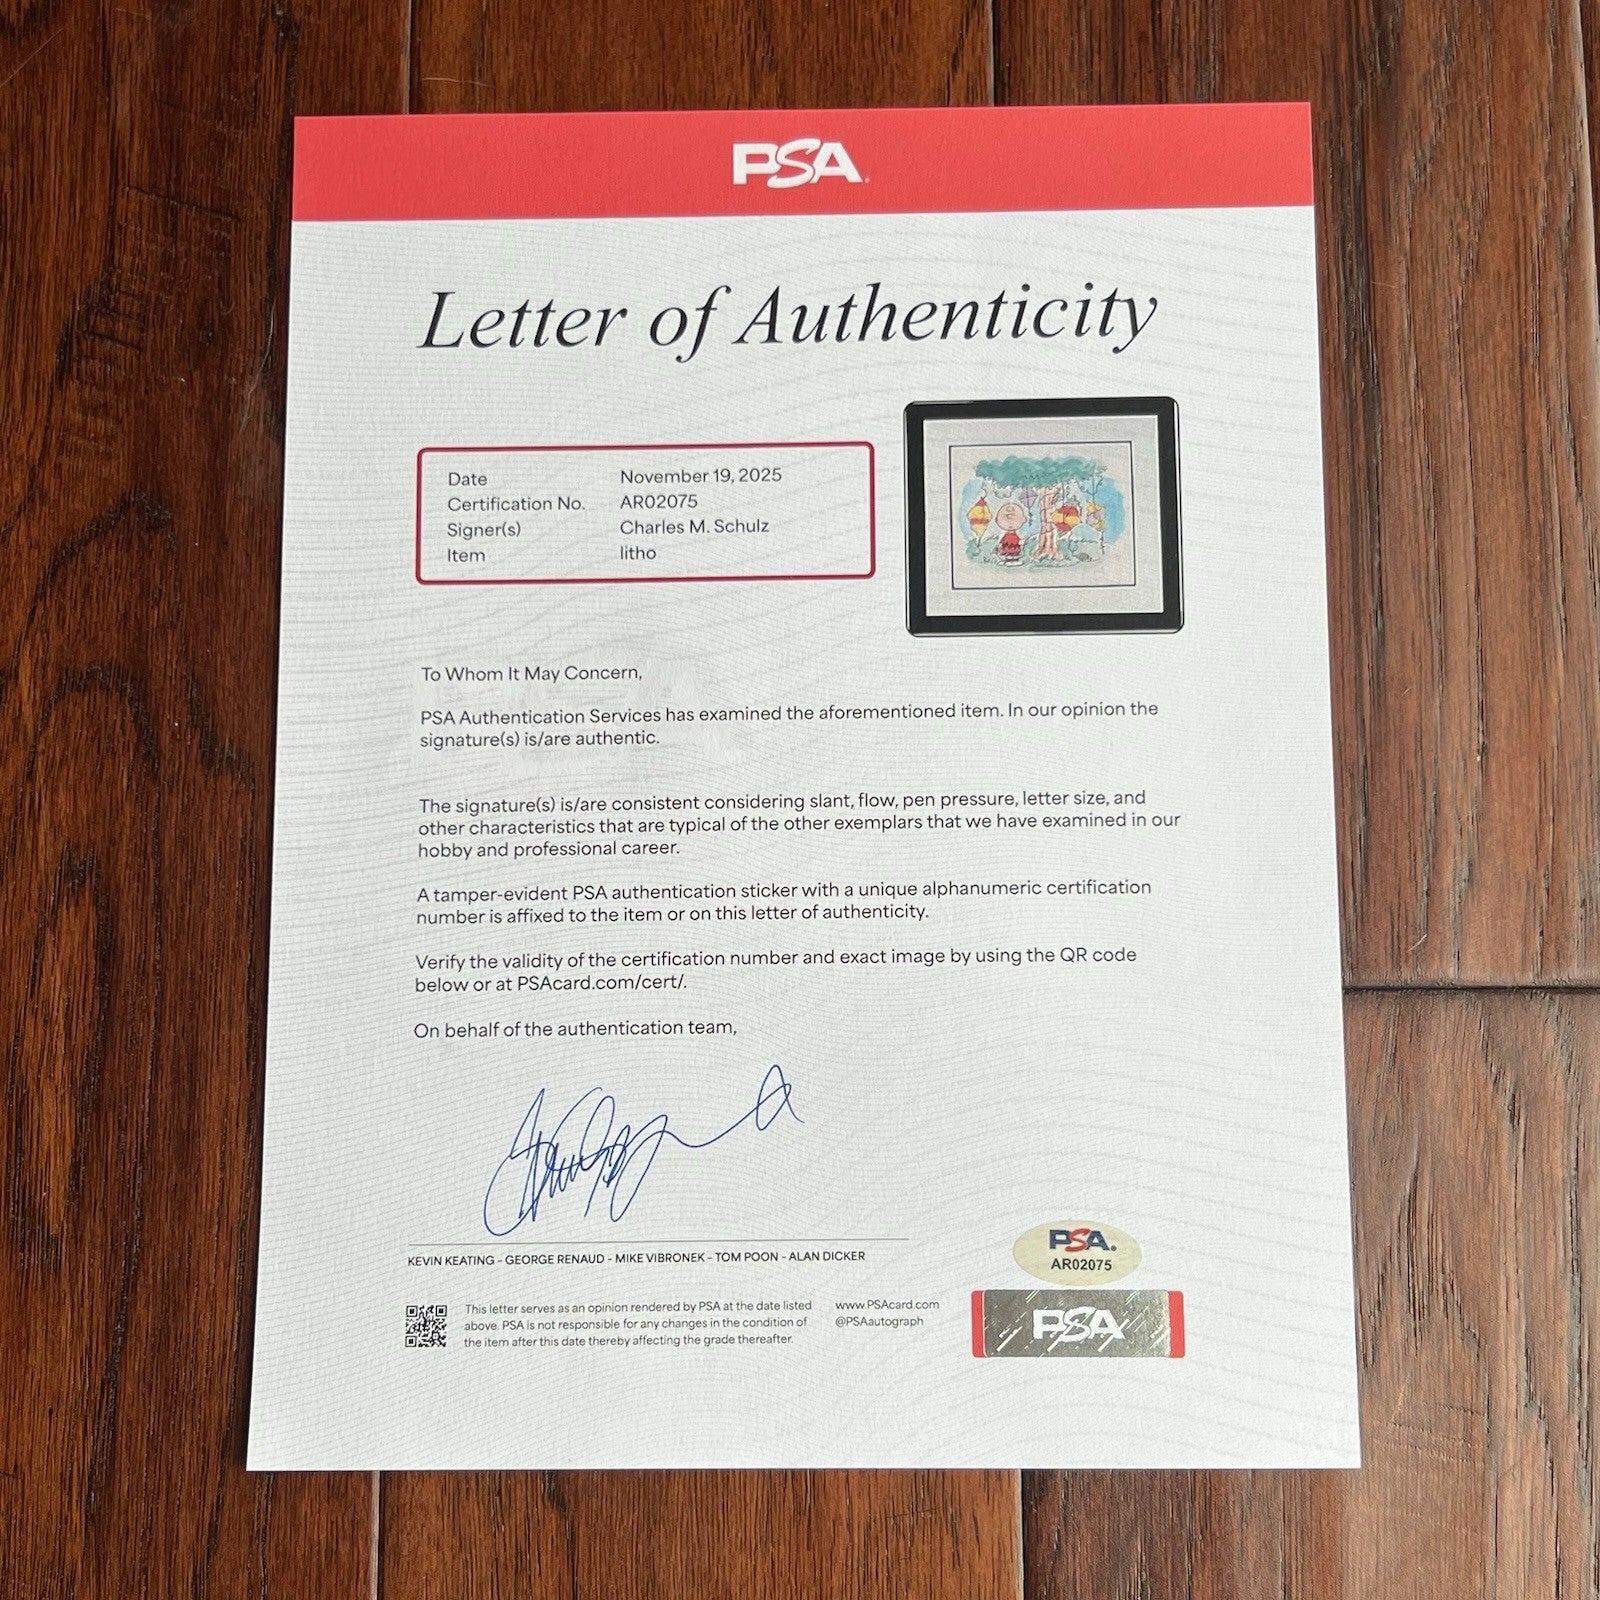 PSA
Letter of Authenticity
Date November 19, 2025
Certification No. AR02075
Signer(s) Charles M. Schulz
Item litho
To Whom It May Concern,
PSA Authentication Services has examined the aforementioned item. In our opinion the
signature(s) is/are authentic.
The signature(s) is/are consistent considering slant, flow, pen pressure, letter size, and
other characteristics that are typical of the other exemplars that we have examined in our
hobby and professional career.
A tamper-evident PSA authentication sticker with a unique alphanumeric certification
number is affixed to the item or on this letter of authenticity.
Verify the validity of the certification number and exact image by using the QR code
below or at PSAcard.com/cert/.
On behalf of the authentication team,
KEVIN KEATING - GEORGE RENAUD - MIKE VIBRONEK - TOM POON - ALAN DICKER
This letter serves as an opinion rendered by PSA at the date listed
above. PSA is not responsible for any changes in the condition of
the item after this date thereby affecting the grade thereafter.
www.PSAcard.com
@PSAautograph
PSA.
AR02075
PSA